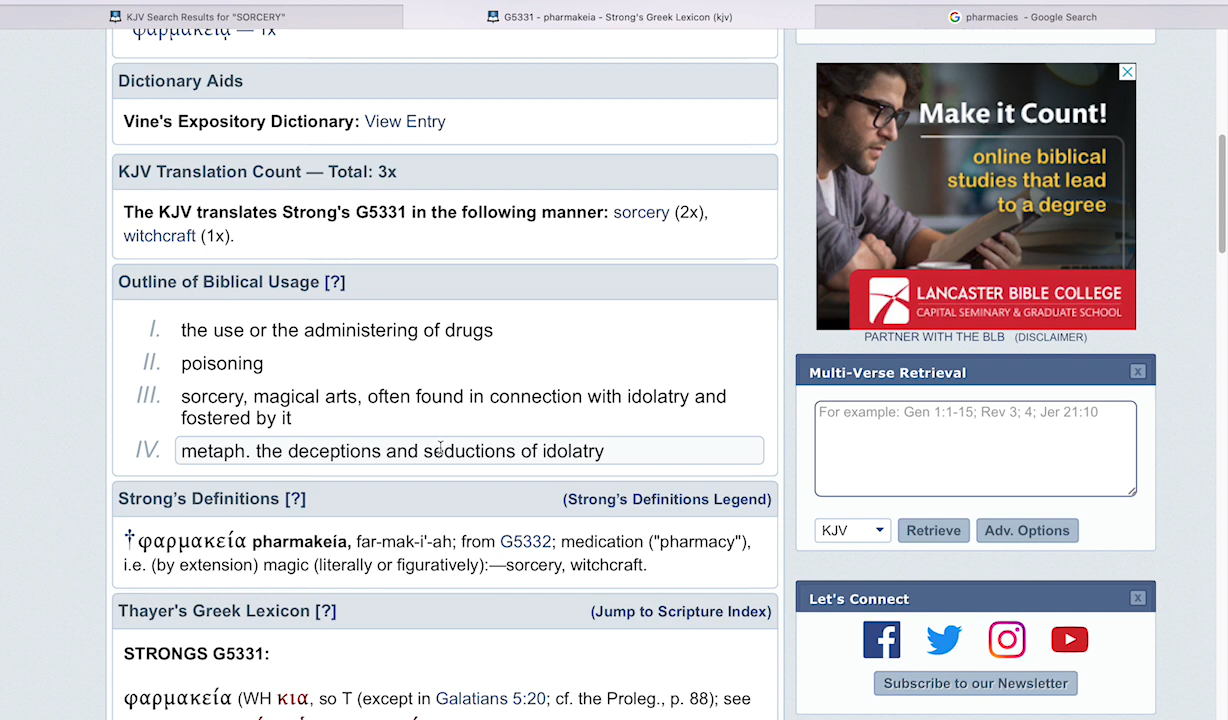 KJV Search Results for "SORCERY"
G5331 - pharmakeia - Strong's Greek Lexicon (kjv)
pharmacies - Google Search
φαρμακείᾳ — 1x
Dictionary Aids
Vine's Expository Dictionary: View Entry
KJV Translation Count — Total: 3x
The KJV translates Strong's G5331 in the following manner: sorcery (2x),
witchcraft (1x).
Outline of Biblical Usage [?]
I. the use or the administering of drugs
II. poisoning
III. sorcery, magical arts, often found in connection with idolatry and
fostered by it
IV. metaph. the deceptions and seductions of idolatry
Strong's Definitions [?]
(Strong's Definitions Legend)
†φαρμακεία pharmakeía, far-mak-i'-ah; from G5332; medication ("pharmacy"),
i.e. (by extension) magic (literally or figuratively):—sorcery, witchcraft.
Thayer's Greek Lexicon [?]
(Jump to Scripture Index)
STRONGS G5331:
φαρμακεία (WH κια, so T (except in Galatians 5:20; cf. the Proleg., p. 88); see
X
Make it Count!
online biblical
studies that lead
to a degree
LANCASTER BIBLE COLLEGE
CAPITAL SEMINARY & GRADUATE SCHOOL
PARTNER WITH THE BLB (DISCLAIMER)
Multi-Verse Retrieval
x
For example: Gen 1:1-15; Rev 3; 4; Jer 21:10
KJV
Retrieve
Adv. Options
Let's Connect
x
Subscribe to our Newsletter